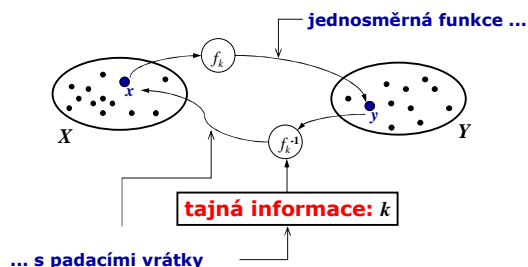 jednosměrná funkce ...
f_k
x
y
X
Y
f_k^-1
tajná informace: k
... s padacími vrátky